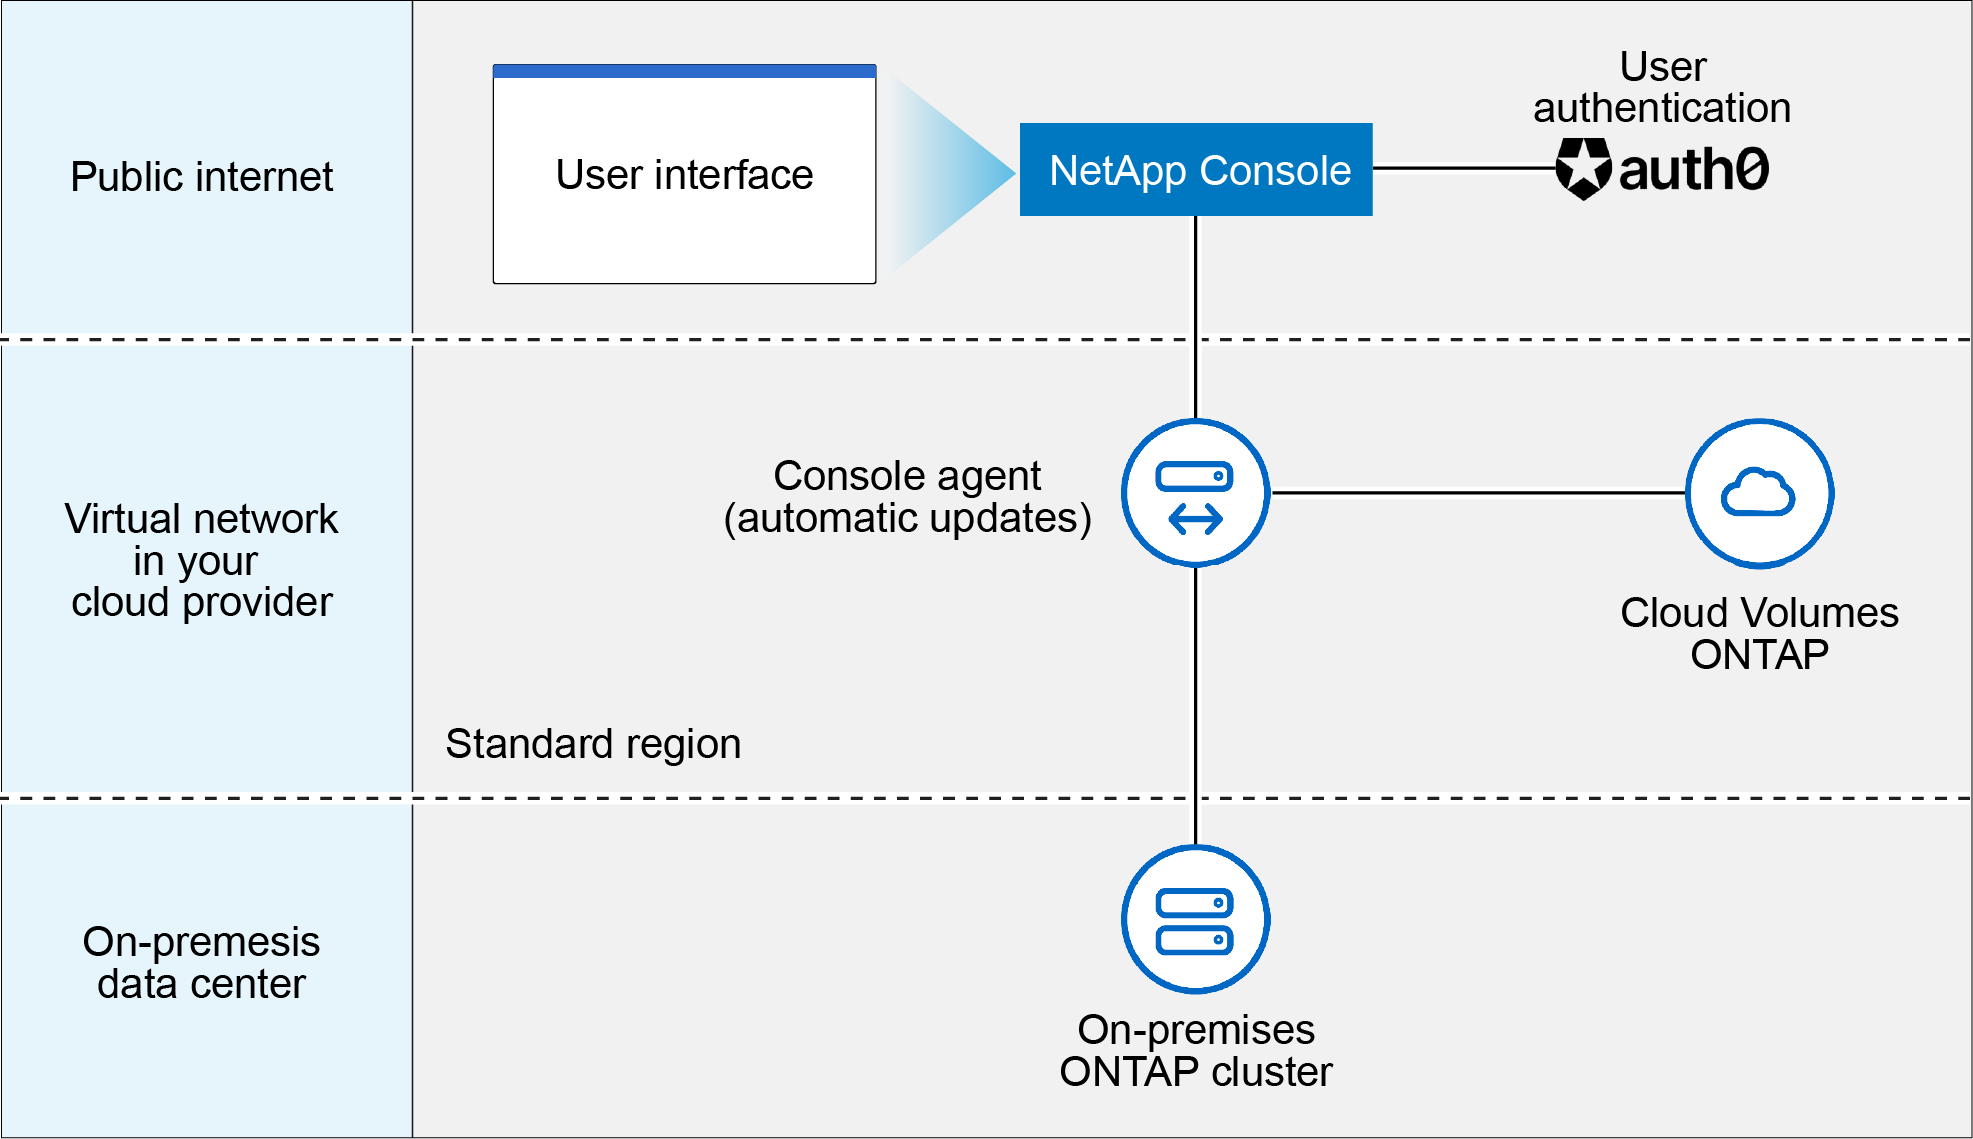 Public internet
User interface
NetApp Console
User
authentication
auth0
Virtual network
in your
cloud provider
Console agent
(automatic updates)
Cloud Volumes
ONTAP
Standard region
On-premesis
data center
On-premises
ONTAP cluster